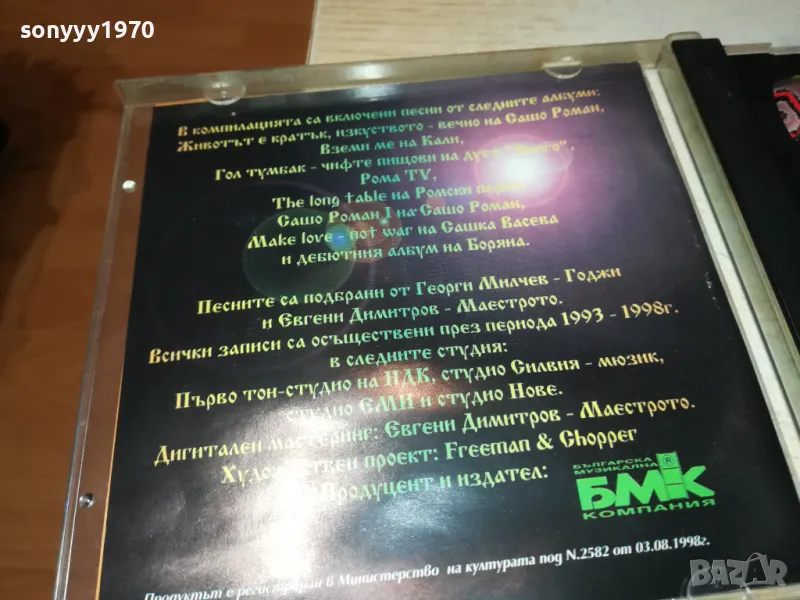 sonyyy1970
В компилацията са включени песни от следните албуми:
Животът е кратък, изкуството - вечно на Сашо Роман,
Вземи ме на Кали,
Гол тумбак - чифте пищови на дует
Рома TV,
The long table на Ромски
Сашо Роман I на Сашо Роман,
Make love - not war на Сашка Васева
и дебютния албум на Боряна.
Песните са подбрани от Георги Милчев - Годжи
и Евгени Димитров - Маестрото.
Всички записи са осъществени през периода 1993 - 1998г.
в следните студия:
Първо тон-студио на НДК, студио Силвия - мюзик,
студио ЕМИ и студио Нове.
Дигитален мастеринг: Евгени Димитров - Маестрото.
Художествен проект: Freeman & Chopper
Продуцент и издател:
БЪЛГАРСКА
МУЗИКАЛНА
БМК
КОМПАНИЯ
Продуктът е регистриран в Министерство на културата под N.2582 от 03.08.1998г.
BAZAR